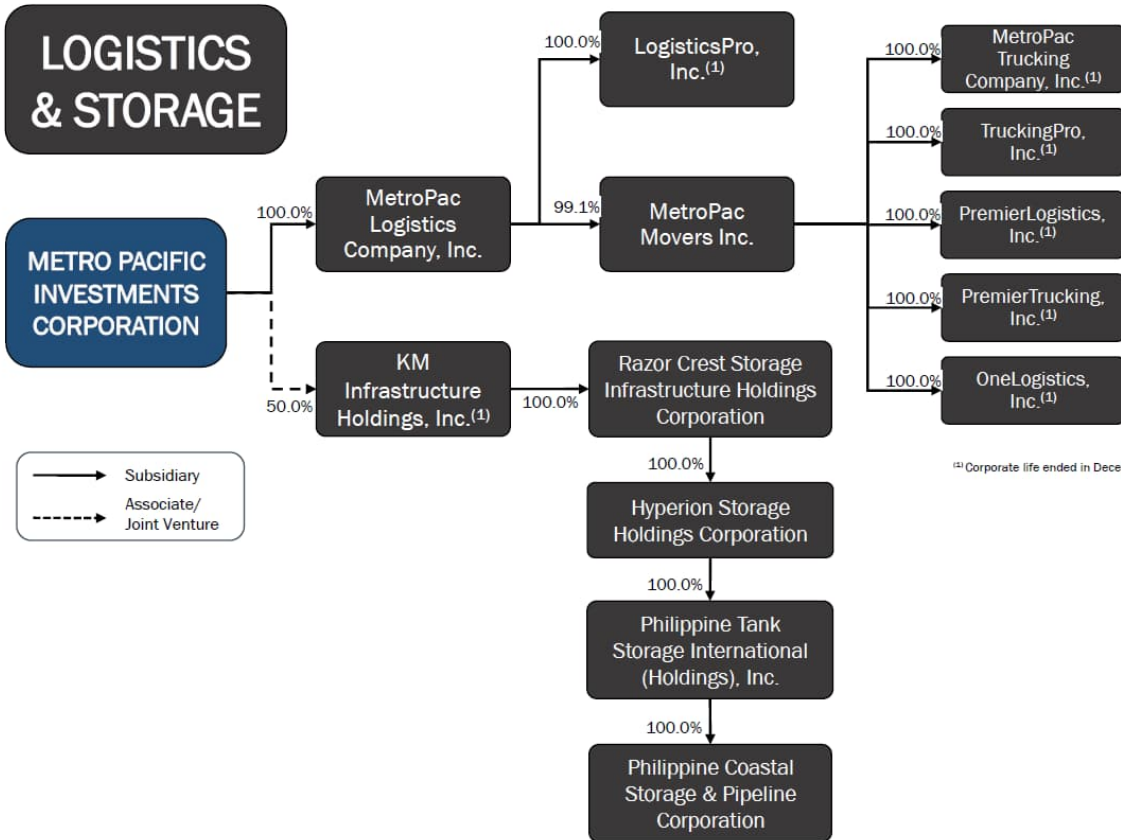 LOGISTICS
& STORAGE
METRO PACIFIC
INVESTMENTS
CORPORATION
100.0%
MetroPac
Logistics
Company, Inc.
100.0%
LogisticsPro,
Inc.(1)
99.1%
MetroPac
Movers Inc.
100.0%
MetroPac
Trucking
Company, Inc.(1)
100.0%
TruckingPro,
Inc.(1)
100.0%
PremierLogistics,
Inc.(1)
100.0%
PremierTrucking,
Inc.(1)
100.0%
OneLogistics,
Inc.(1)
50.0%
KM
Infrastructure
Holdings, Inc.(1)
100.0%
Razor Crest Storage
Infrastructure Holdings
Corporation
100.0%
Hyperion Storage
Holdings Corporation
100.0%
Philippine Tank
Storage International
(Holdings), Inc.
100.0%
Philippine Coastal
Storage & Pipeline
Corporation
Subsidiary
Associate/
Joint Venture
(1) Corporate life ended in Dece